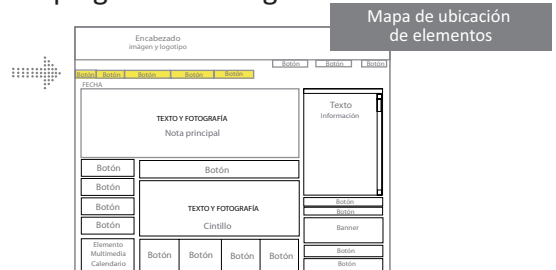 Mapa de ubicación
de elementos
Encabezado
imágen y logotipo
Botón Botón Botón
Botón Botón Botón Botón Botón
FECHA
TEXTO Y FOTOGRAFÍA
Nota principal
Texto
Información
Botón
Botón
Botón
Botón
Botón
TEXTO Y FOTOGRAFÍA
Cintillo
Botón
Botón
Banner
Elemento
Multimedia
Calendario
Botón Botón Botón Botón
Botón
Botón